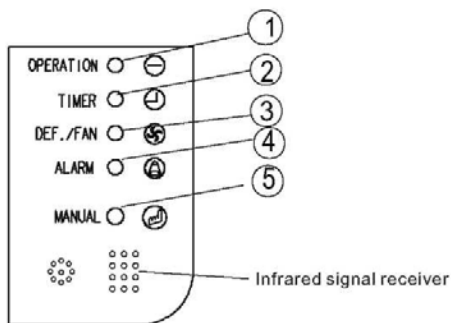 1
OPERATION
2
TIMER
3
DEF./FAN
4
ALARM
5
MANUAL
Infrared signal receiver